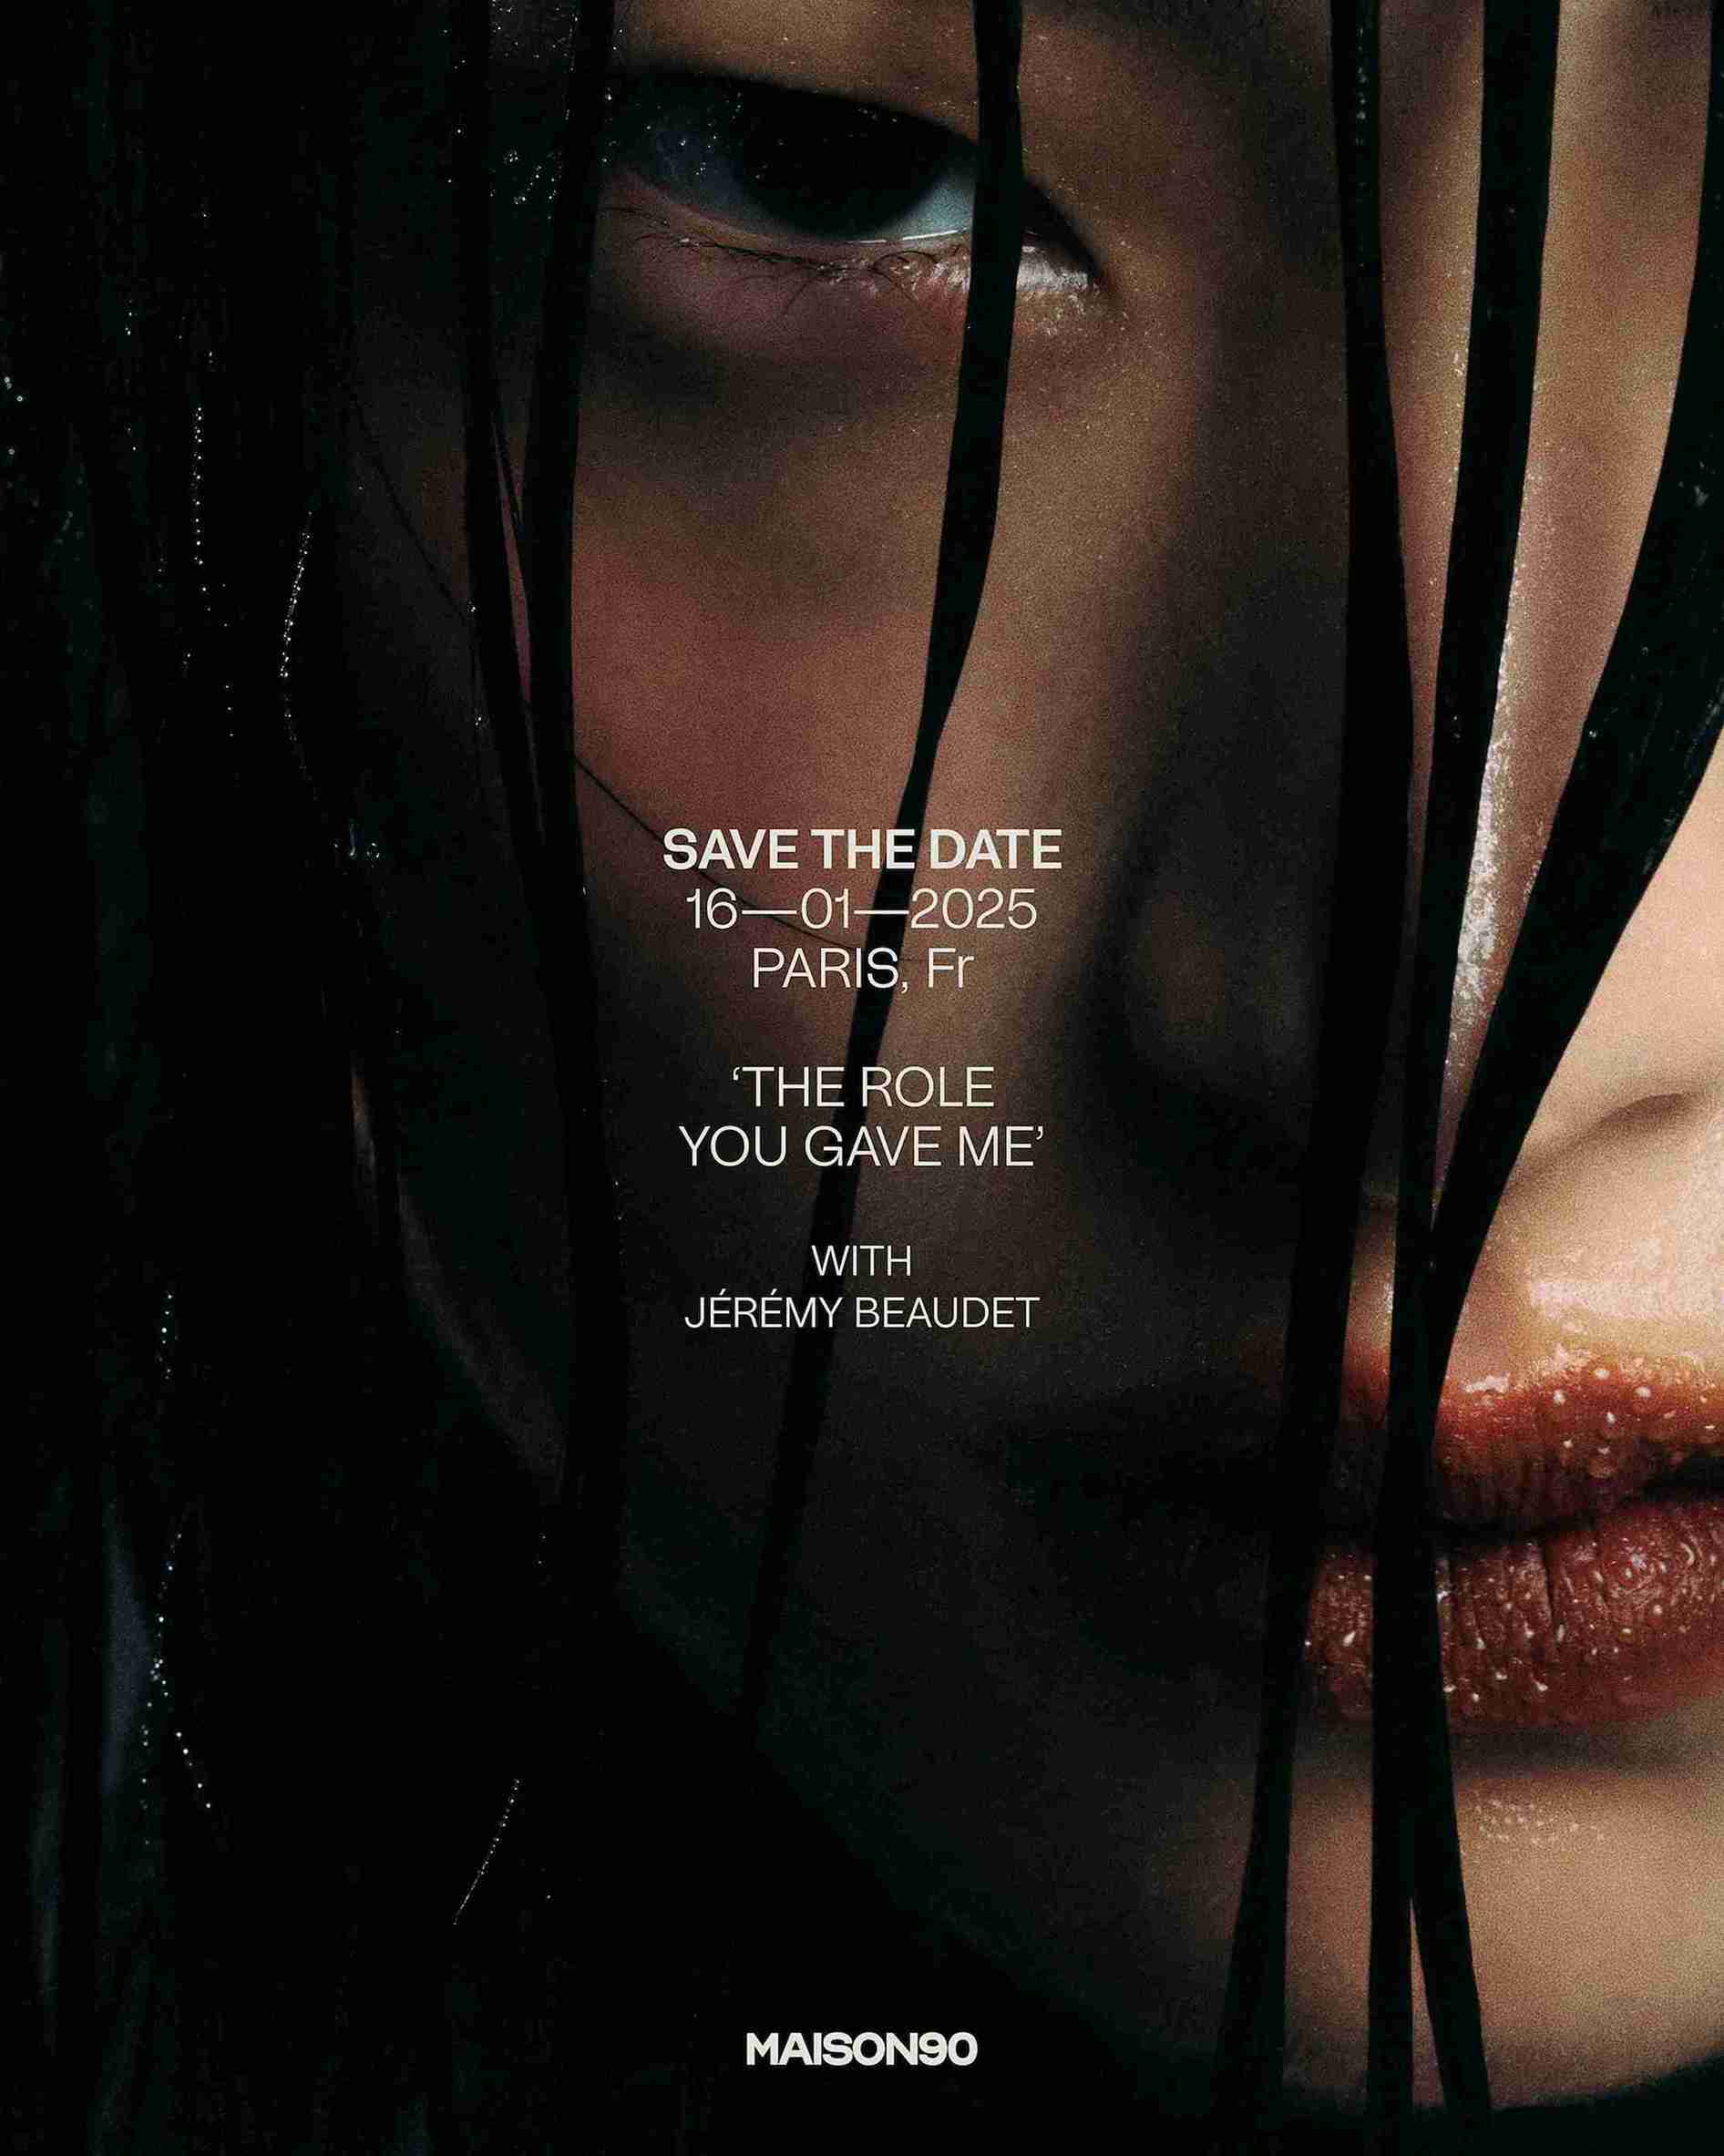 SAVE THE DATE
16—01—2025
PARIS, Fr
‘THE ROLE
YOU GAVE ME’
WITH
JÉRÉMY BEAUDET
MAISON90